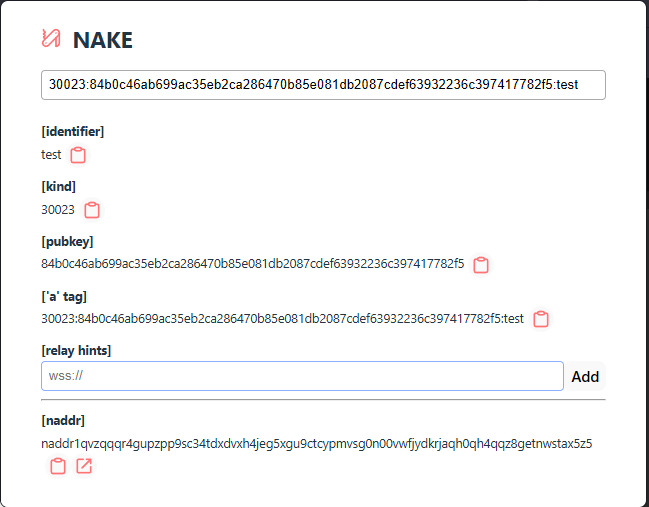 NAKE
30023:84b0c46ab699ac35eb2ca286470b85e081db2087cdef63932236c397417782f5:test
[identifier]
test
[kind]
30023
[pubkey]
84b0c46ab699ac35eb2ca286470b85e081db2087cdef63932236c397417782f5
['a' tag]
30023:84b0c46ab699ac35eb2ca286470b85e081db2087cdef63932236c397417782f5:test
[relay hints]
wss://
Add
[naddr]
naddr1qvzqqqr4gupzpp9sc34tdxdvxh4jeg5xgu9ctcypmvsg0n00vwfjydkrjaqh0qh4qqz8getnwstax5z5